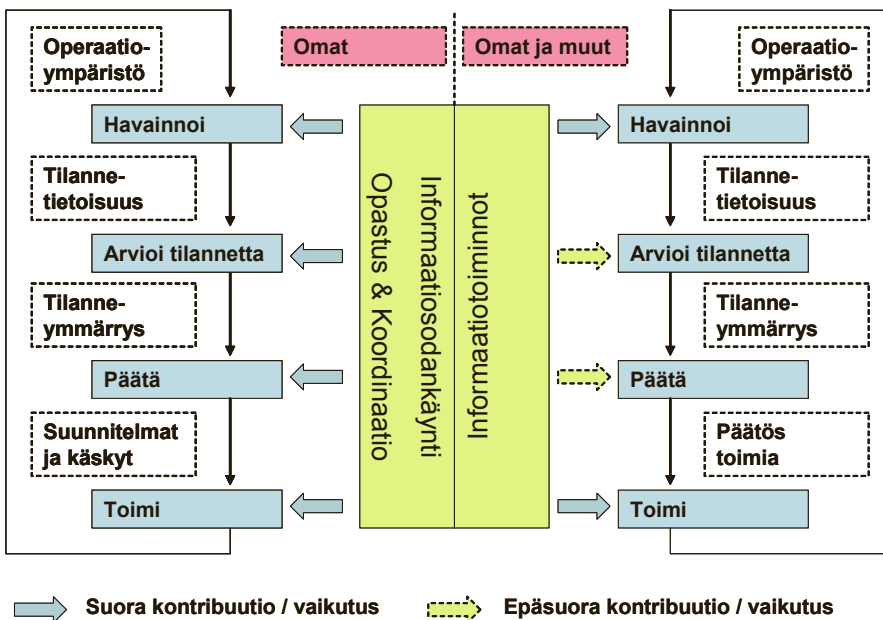 Omat
Omat ja muut
Operaatio-
ympäristö
Havainnoi
Tilanne-
tietoisuus
Arvioi tilannetta
Tilanne-
ymmärrys
Päätä
Suunnitelmat
ja käskyt
Toimi
Opastus & Koordinaatio
Informaatiosodankäynti
Informaatiotoiminnot
Operaatio-
ympäristö
Havainnoi
Tilanne-
tietoisuus
Arvioi tilannetta
Tilanne-
ymmärrys
Päätä
Päätös
toimia
Toimi
Suora kontribuutio / vaikutus
Epäsuora kontribuutio / vaikutus